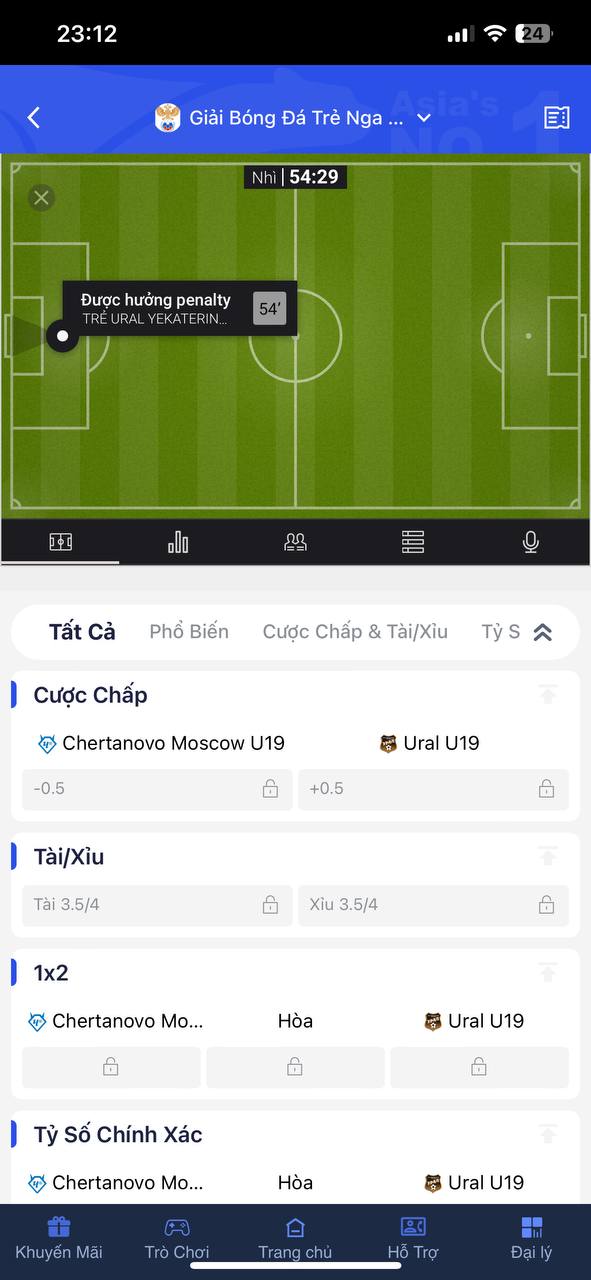 23:12
24
Asia's
NO 1
Giải Bóng Đá Trẻ Nga ...
Nhì | 54:29
Được hưởng penalty
TRẺ URAL YEKATERIN...
54'
Tất Cả Phổ Biến Cược Chấp & Tài/Xỉu Tỷ S
Cược Chấp
Chertanovo Moscow U19 Ural U19
-0.5 +0.5
Tài/Xỉu
Tài 3.5/4 Xỉu 3.5/4
1x2
Chertanovo Mo... Hòa Ural U19
Tỷ Số Chính Xác
Chertanovo Mo... Hòa Ural U19
Khuyến Mãi Trò Chơi Trang chủ Hỗ Trợ Đại lý